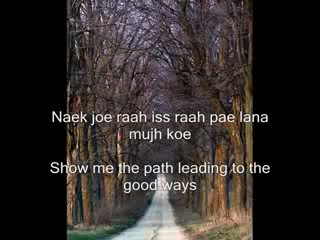 Naek joe raah iss raah pae lana
mujh koe
Show me the path leading to the
good ways